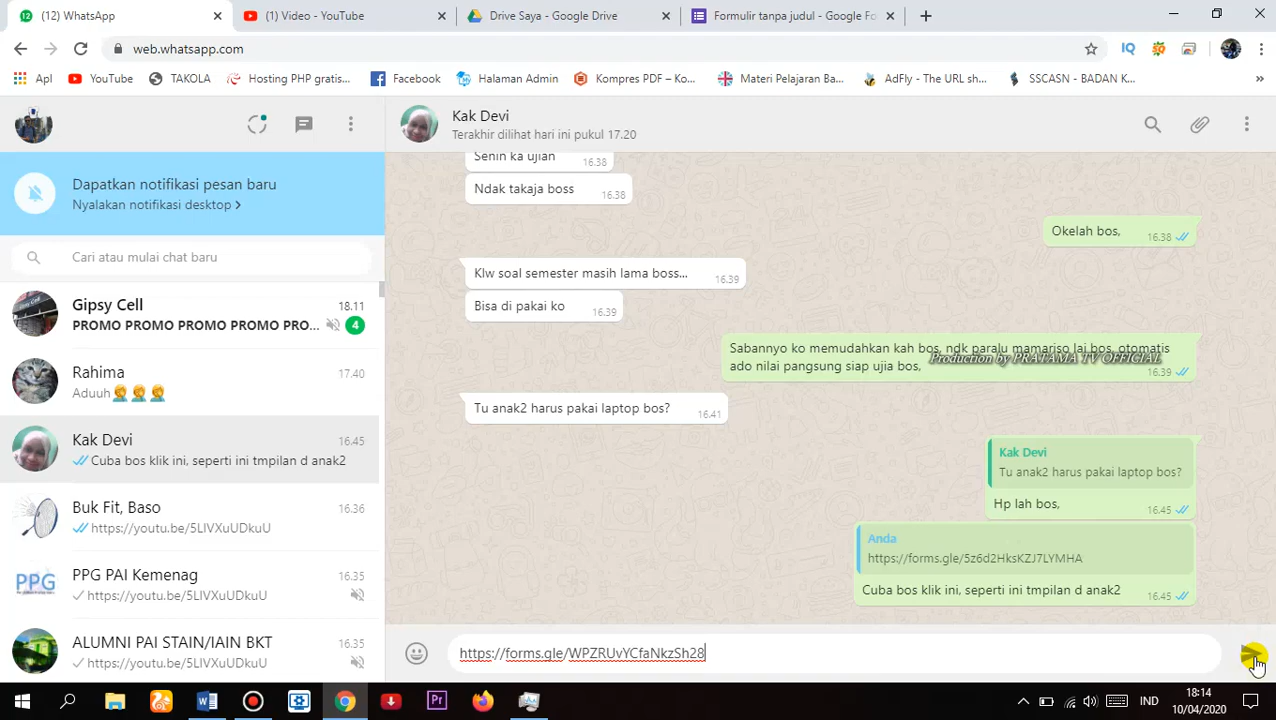 (12) WhatsApp
(1) Video - YouTube
Drive Saya - Google Drive
Formulir tanpa judul - Google Fo
web.whatsapp.com
Apl
YouTube
TAKOLA
Hosting PHP gratis...
Facebook
Halaman Admin
Kompres PDF – Ko...
Materi Pelajaran Ba...
AdFly - The URL sh...
SSCASN - BADAN K...
»
Dapatkan notifikasi pesan baru
Nyalakan notifikasi desktop >
Cari atau mulai chat baru
Gipsy Cell
18.11
PROMO PROMO PROMO PROMO PRO...
4
Rahima
17.40
Aduuh🤦🤦🤦
Kak Devi
16.45
Cuba bos klik ini, seperti ini tmpilan d anak2
Buk Fit, Baso
16.36
https://youtu.be/5LIVXuUDkuU
PPG
PPG PAI Kemenag
16.35
https://youtu.be/5LIVXuUDkuU
ALUMNI PAI STAIN/IAIN BKT
16.35
https://youtu.be/5LIVXuUDkuU
Kak Devi
Terakhir dilihat hari ini pukul 17.20
Senin ka ujian
16.38
Ndak takaja boss
16.38
Okelah bos,
16.38
Klw soal semester masih lama boss...
16.39
Bisa di pakai ko
16.39
Sabannyo ko memudahkan kah bos, ndk paralu mamariso lai bos, otomatis
ado nilai pangsung siap ujia bos,
16.39
Production by PRATAMA TV OFFICIAL
Tu anak2 harus pakai laptop bos?
16.41
Kak Devi
Tu anak2 harus pakai laptop bos?
Hp lah bos,
16.45
Anda
https://forms.gle/5z6d2HksKZJ7LYMHA
Cuba bos klik ini, seperti ini tmpilan d anak2
16.45
https://forms.gle/WPZRUvYCfaNkzSh28
IND
18:14
10/04/2020